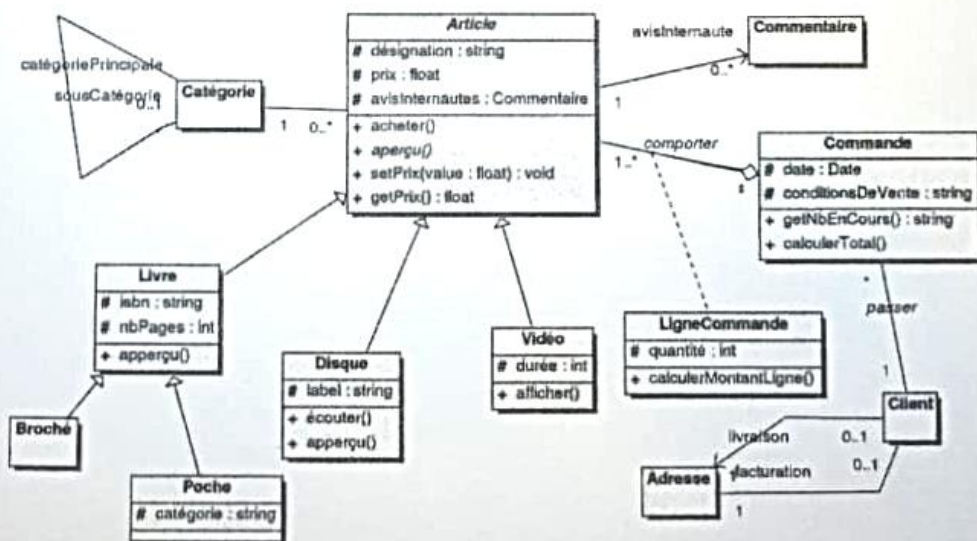 Article
# désignation : string
# prix : float
# avisInternautes : Commentaire
+ acheter()
+ aperçu()
+ setPrix(value : float) : void
+ getPrix() : float
avisInternaute
Commentaire
0..*
1
catégoriePrincipale
sousCatégorie
0..1
Catégorie
1
0..*
comporter
1..*
*
Commande
# date : Date
# conditionsDeVente : string
+ getNbEnCours() : string
+ calculerTotal()
Livre
# isbn : string
# nbPages : int
+ apperçu()
Disque
# label : string
+ écouter()
+ apperçu()
Vidéo
# durée : int
+ afficher()
LigneCommande
# quantité : int
+ calculerMontantLigne()
*
passer
1
Client
Broché
Poche
# catégorie : string
livraison
0..1
facturation
0..1
Adresse
1
1